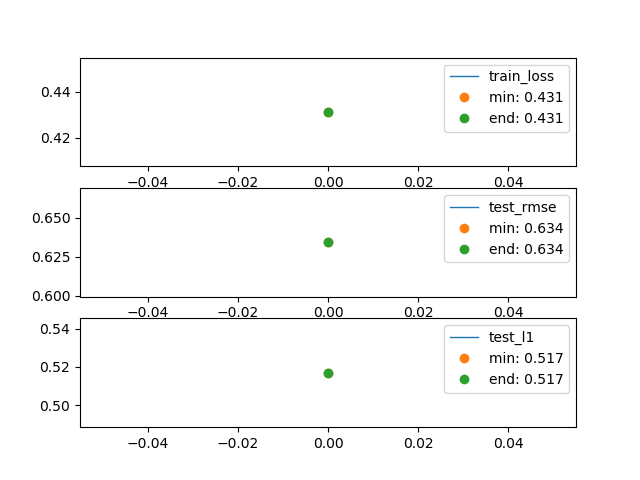 0.44
0.42
train_loss
min: 0.431
end: 0.431
−0.04 −0.02 0.00 0.02 0.04
0.650
0.625
0.600
test_rmse
min: 0.634
end: 0.634
−0.04 −0.02 0.00 0.02 0.04
0.54
0.52
0.50
test_l1
min: 0.517
end: 0.517
−0.04 −0.02 0.00 0.02 0.04